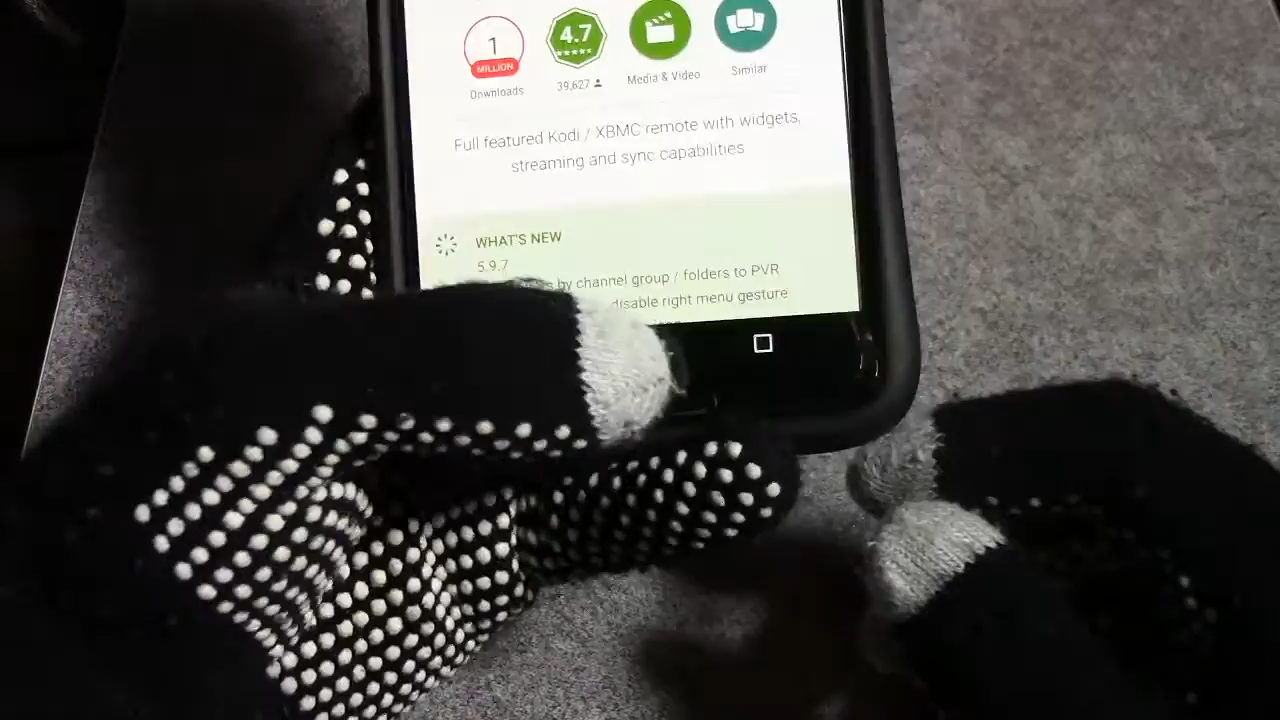 1
MILLION
Downloads
4.7
39,627
Media & Video
Similar
Full featured Kodi / XBMC remote with widgets,
streaming and sync capabilities
WHAT'S NEW
5.9.7
by channel group / folders to PVR
disable right menu gesture